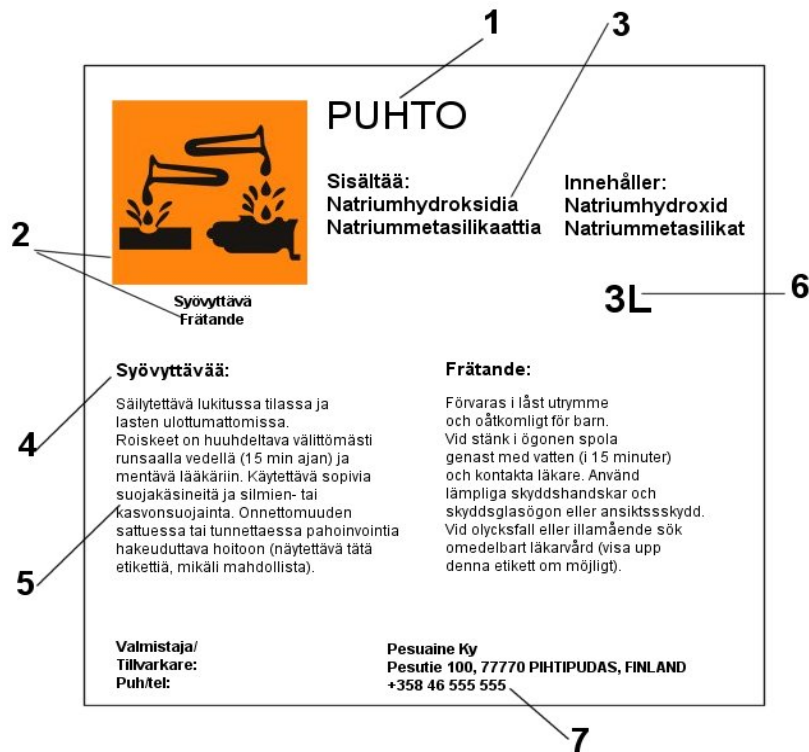 1
3
PUHTO
Sisältää:
Natriumhydroksidia
Natriummetasilikaattia
Innehåller:
Natriumhydroxid
Natriummetasilikat
2
Syövyttävä
Frätande
3L
6
Syövyttävää:
Säilytettävä lukitussa tilassa ja
lasten ulottumattomissa.
Roiskeet on huuhdeltava välittömästi
runsaalla vedellä (15 min ajan) ja
mentävä lääkäriin. Käytettävä sopivia
suojakäsineitä ja silmien- tai
kasvonsuojainta. Onnettomuuden
sattuessa tai tunnettaessa pahoinvointia
hakeuduttava hoitoon (näytettävä tätä
etikettiä, mikäli mahdollista).
4
5
Frätande:
Förvaras i låst utrymme
och oåtkomligt för barn.
Vid stänk i ögonen spola
genast med vatten (i 15 minuter)
och kontakta läkare. Använd
lämpliga skyddshandskar och
skyddsglasögon eller ansiktssskydd.
Vid olycksfall eller illamående sök
omedelbart läkarvård (visa upp
denna etikett om möjligt).
Valmistaja/
Tillvarkare:
Puh/tel:
Pesuaine Ky
Pesutie 100, 77770 PIHTIPUDAS, FINLAND
+358 46 555 555
7